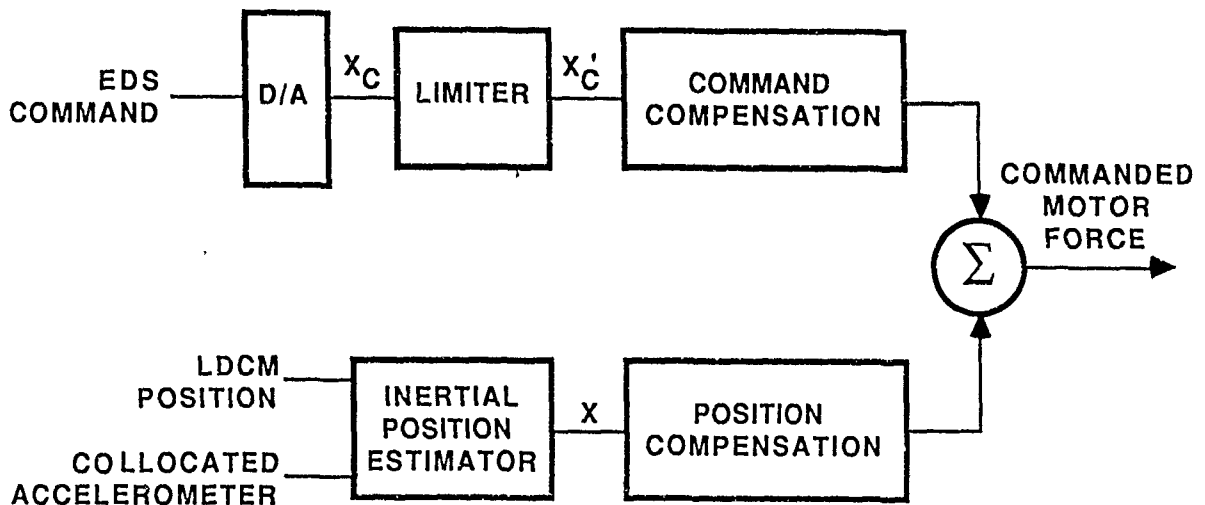 EDS
COMMAND
D/A
X_C
LIMITER
X_C'
COMMAND
COMPENSATION
COMMANDED
MOTOR
FORCE
Σ
LDCM
POSITION
COLLOCATED
ACCELEROMETER
INERTIAL
POSITION
ESTIMATOR
X
POSITION
COMPENSATION